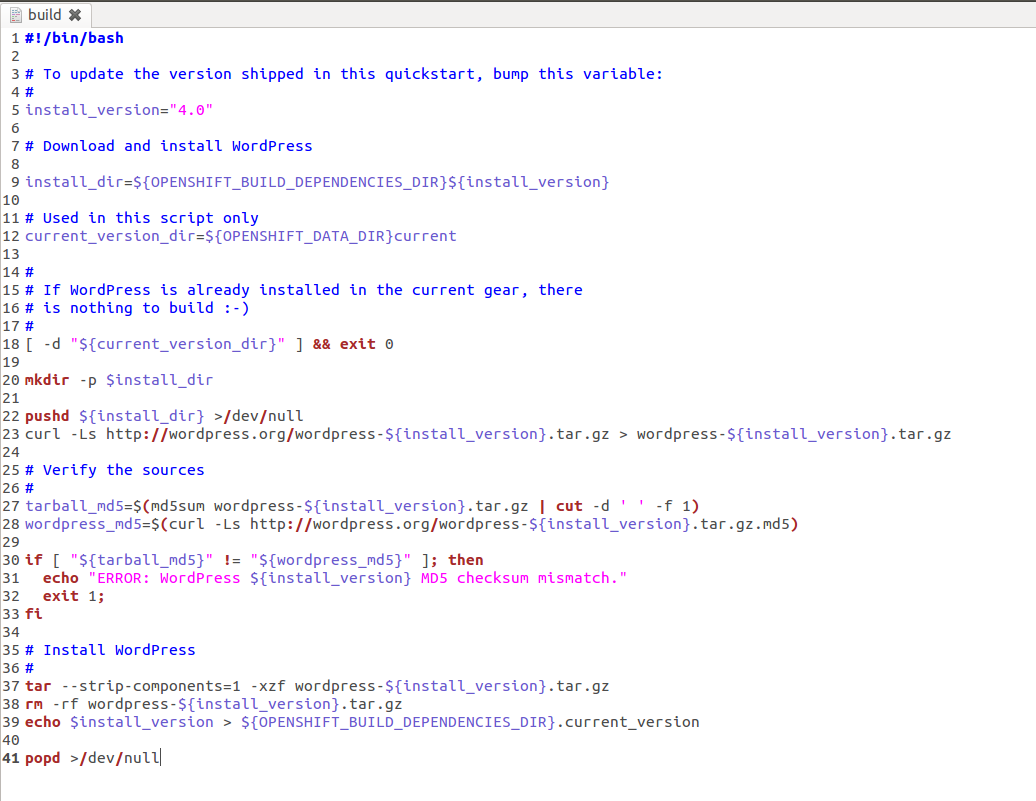 build
1 #!/bin/bash
2
3 # To update the version shipped in this quickstart, bump this variable:
4 #
5 install_version="4.0"
6
7 # Download and install WordPress
8
9 install_dir=${OPENSHIFT_BUILD_DEPENDENCIES_DIR}${install_version}
10
11 # Used in this script only
12 current_version_dir=${OPENSHIFT_DATA_DIR}current
13
14 #
15 # If WordPress is already installed in the current gear, there
16 # is nothing to build :-)
17 #
18 [ -d "${current_version_dir}" ] && exit 0
19
20 mkdir -p $install_dir
21
22 pushd ${install_dir} >/dev/null
23 curl -Ls http://wordpress.org/wordpress-${install_version}.tar.gz > wordpress-${install_version}.tar.gz
24
25 # Verify the sources
26 #
27 tarball_md5=$(md5sum wordpress-${install_version}.tar.gz | cut -d ' ' -f 1)
28 wordpress_md5=$(curl -Ls http://wordpress.org/wordpress-${install_version}.tar.gz.md5)
29
30 if [ "${tarball_md5}" != "${wordpress_md5}" ]; then
31   echo "ERROR: WordPress ${install_version} MD5 checksum mismatch."
32   exit 1;
33 fi
34
35 # Install WordPress
36 #
37 tar --strip-components=1 -xzf wordpress-${install_version}.tar.gz
38 rm -rf wordpress-${install_version}.tar.gz
39 echo $install_version > ${OPENSHIFT_BUILD_DEPENDENCIES_DIR}.current_version
40
41 popd >/dev/null